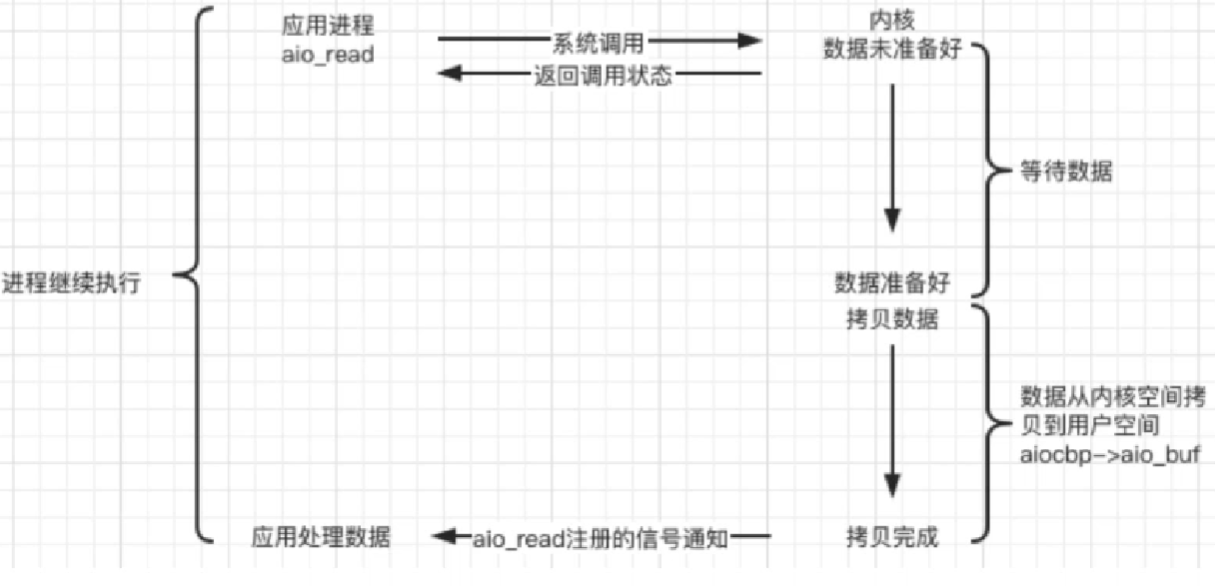 应用进程
aio_read
系统调用
返回调用状态
内核
数据未准备好
等待数据
进程继续执行
数据准备好
拷贝数据
数据从内核空间拷
贝到用户空间
aiocbp->aio_buf
应用处理数据
aio_read注册的信号通知
拷贝完成